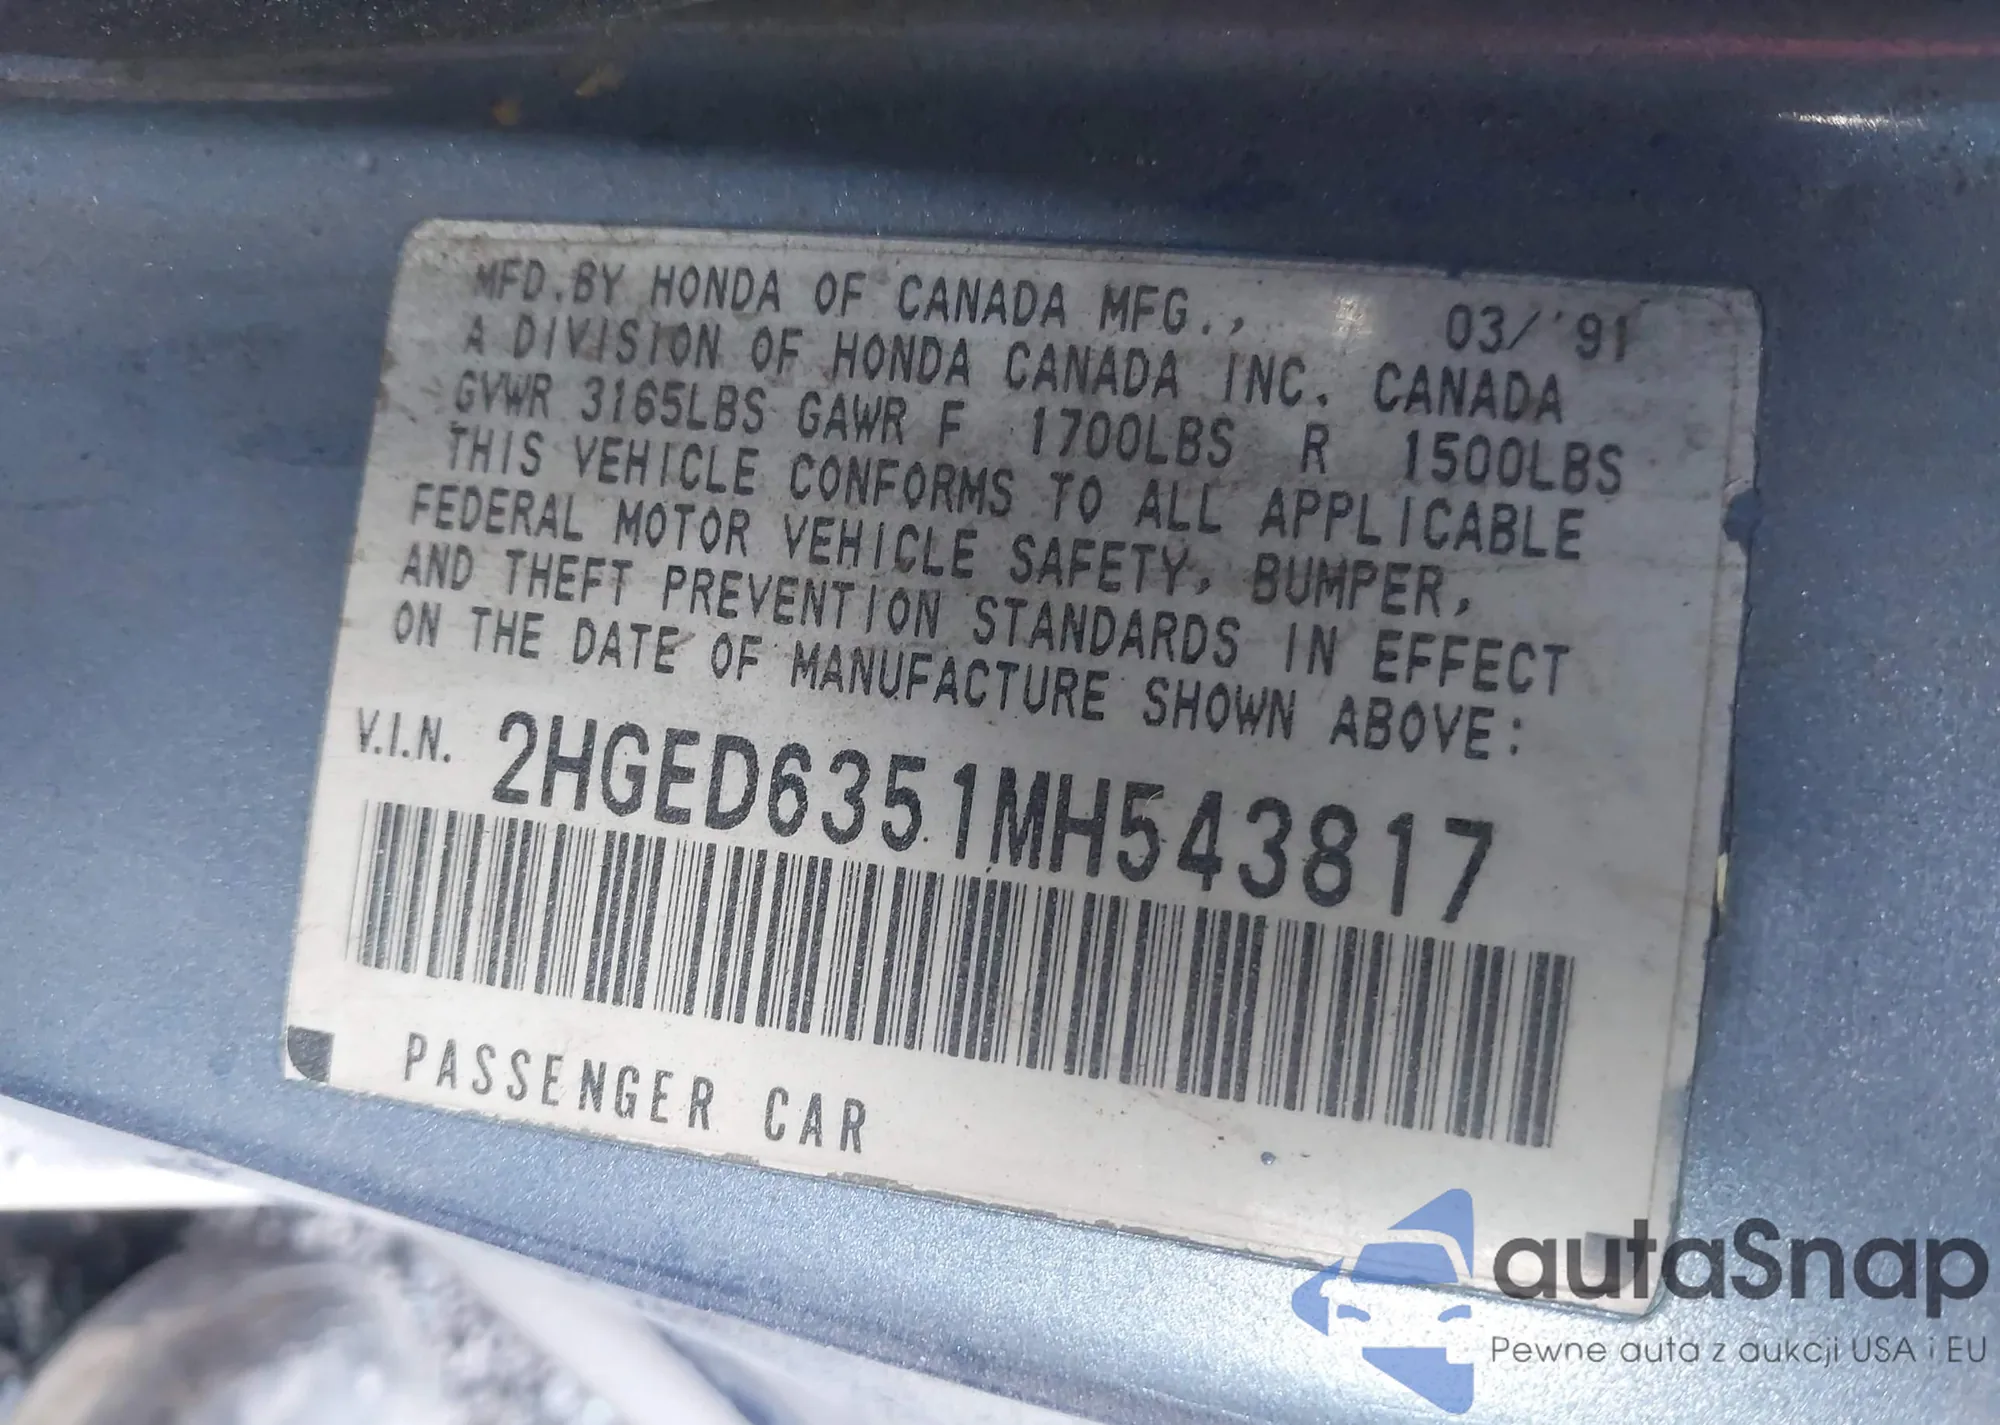 MFD.BY HONDA OF CANADA MFG., 03/'91
A DIVISION OF HONDA CANADA INC. CANADA
GVWR 3165LBS GAWR F 1700LBS R 1500LBS
THIS VEHICLE CONFORMS TO ALL APPLICABLE
FEDERAL MOTOR VEHICLE SAFETY, BUMPER,
AND THEFT PREVENTION STANDARDS IN EFFECT
ON THE DATE OF MANUFACTURE SHOWN ABOVE:
V.I.N. 2HGED6351MH543817
PASSENGER CAR
autaSnap
Pewne auta z aukcji USA i EU